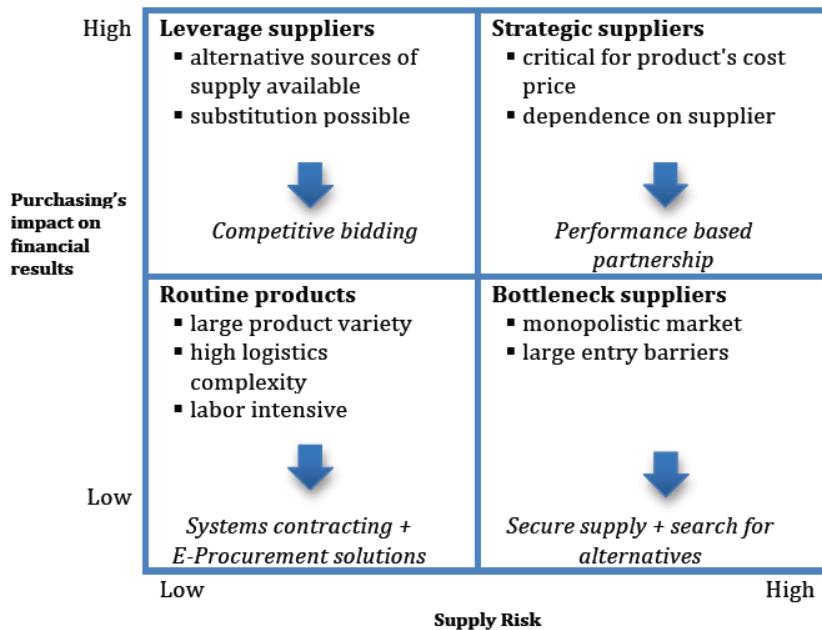 High
Leverage suppliers
▪ alternative sources of
supply available
▪ substitution possible
Competitive bidding
Strategic suppliers
▪ critical for product's cost
price
▪ dependence on supplier
Performance based
partnership
Purchasing's
impact on
financial
results
Routine products
▪ large product variety
▪ high logistics
complexity
▪ labor intensive
Systems contracting +
E-Procurement solutions
Bottleneck suppliers
▪ monopolistic market
▪ large entry barriers
Secure supply + search for
alternatives
Low
Low
High
Supply Risk